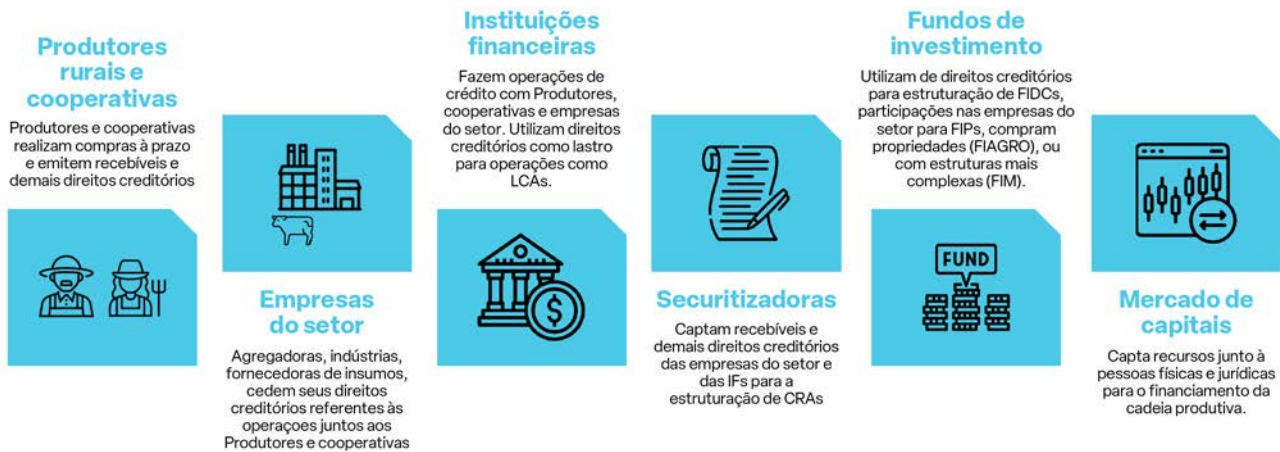 Produtores
rurais e
cooperativas
Produtores e cooperativas
realizam compras à prazo
e emitem recebíveis e
demais direitos creditório
Empresas
do setor
Agregadoras, indústrias,
fornecedoras de insumos,
cedem seus direitos
creditórios referentes às
operaçoes juntos aos
Produtores e cooperativas
Instituições
financeiras
Fazem operações de
crédito com Produtores,
cooperativas e empresas
do setor. Utilizam direitos
creditórios como lastro
para operações como
LCAs.
$
Securitizadoras
Captam recebíveis e
demais direitos creditórios
das empresas do setor e
das IFs para a
estruturação de CRAs
Fundos de
investimento
Utilizam de direitos creditórios
para estruturação de FIDCs,
participações nas empresas do
setor para FIPs, compram
propriedades (FIAGRO), ou
com estruturas mais
complexas (FIM).
FUND
Mercado de
capitais
Capta recursos junto à
pessoas físicas e jurídicas
para o financiamento da
cadeia produtiva.